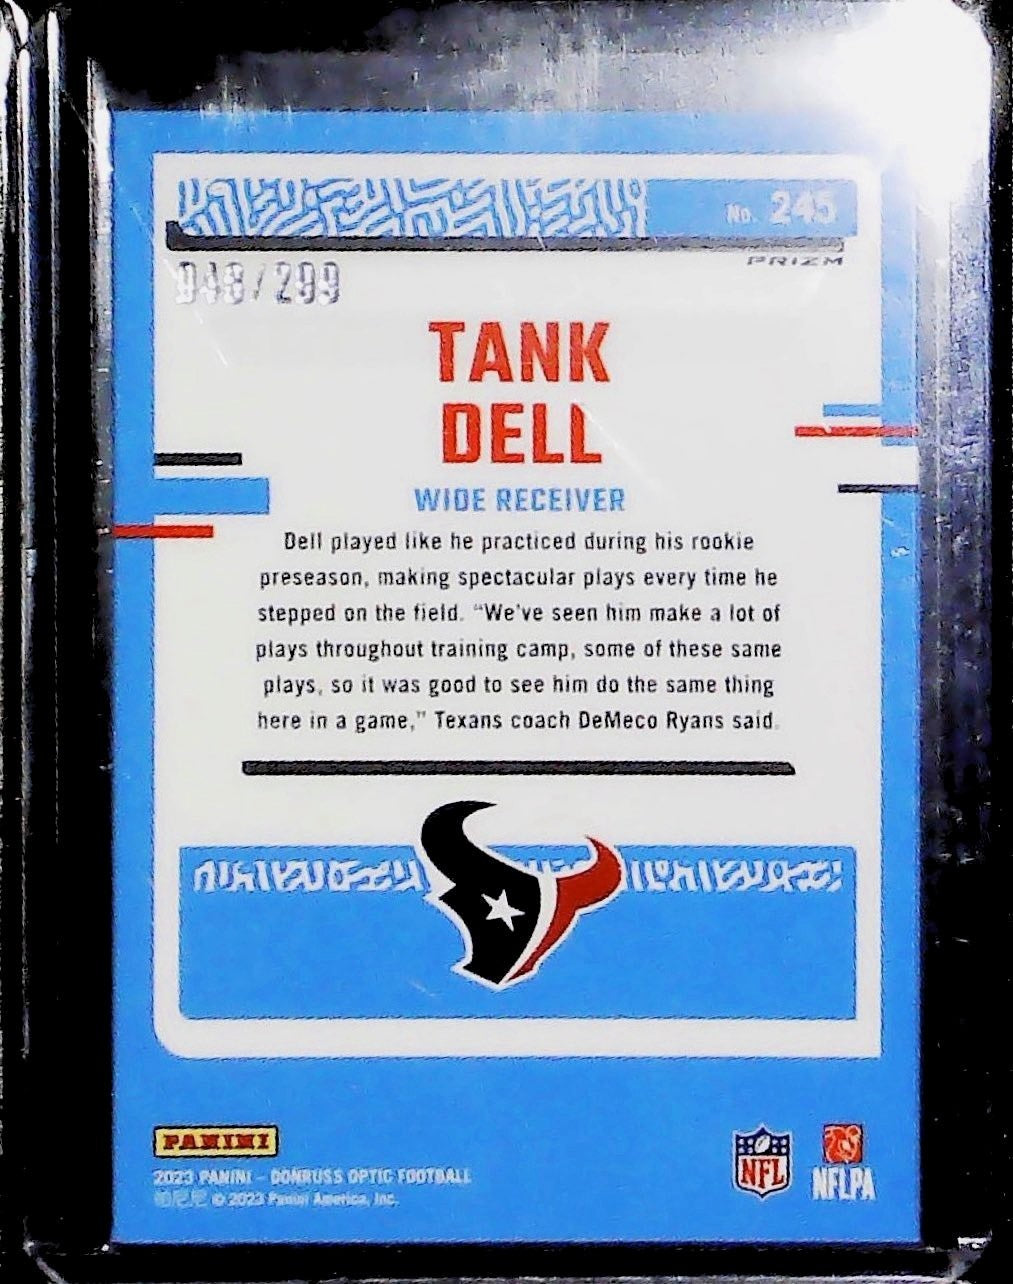 No. 245
PRIZM
048/299
TANK
DELL
WIDE RECEIVER
Dell played like he practiced during his rookie
preseason, making spectacular plays every time he
stepped on the field. “We've seen him make a lot of
plays throughout training camp, some of these same
plays, so it was good to see him do the same thing
here in a game,” Texans coach DeMeco Ryans said.
PANINI
2023 PANINI – DONRUSS OPTIC FOOTBALL
© 2023 Panini America, Inc.
NFL
NFLPA